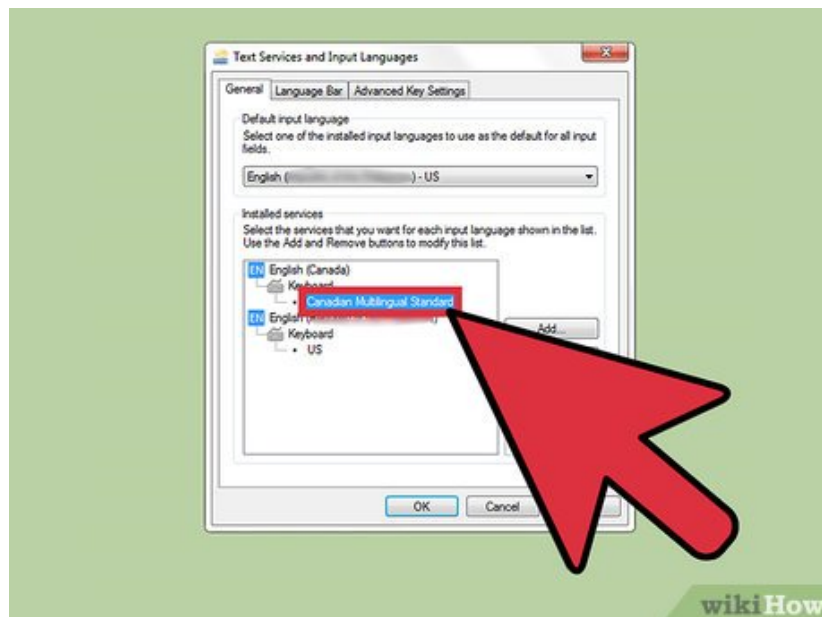 Text Services and Input Languages
General
Language Bar
Advanced Key Settings
Default input language
Select one of the installed input languages to use as the default for all input
fields.
English ( ) - US
Installed services
Select the services that you want for each input language shown in the list.
Use the Add and Remove buttons to modify this list.
EN English (Canada)
Keyboard
• Canadian Multilingual Standard
EN English
Keyboard
• US
Add...
OK
Cancel
wikiHow